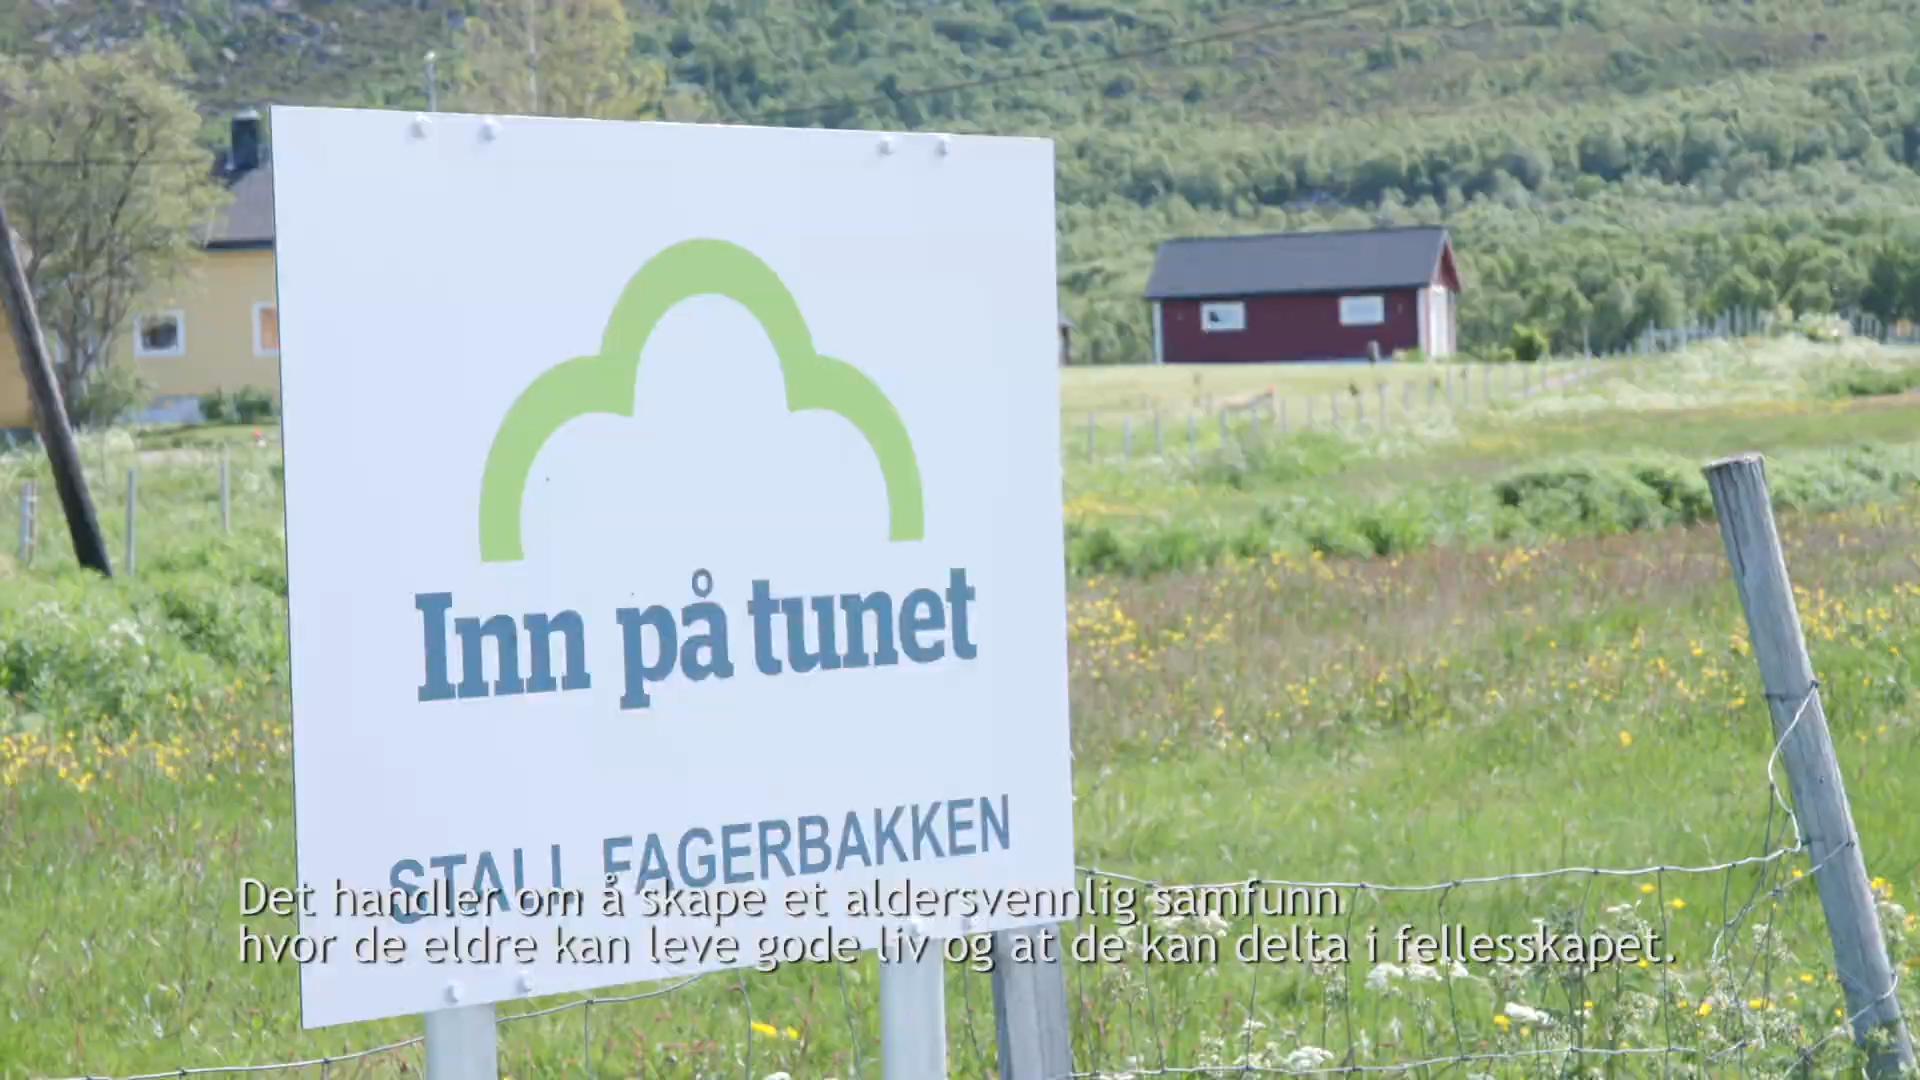 Inn på tunet
STALL FAGERBAKKEN
Det handler om å skape et aldersvennlig samfunn
hvor de eldre kan leve gode liv og at de kan delta i fellesskapet.